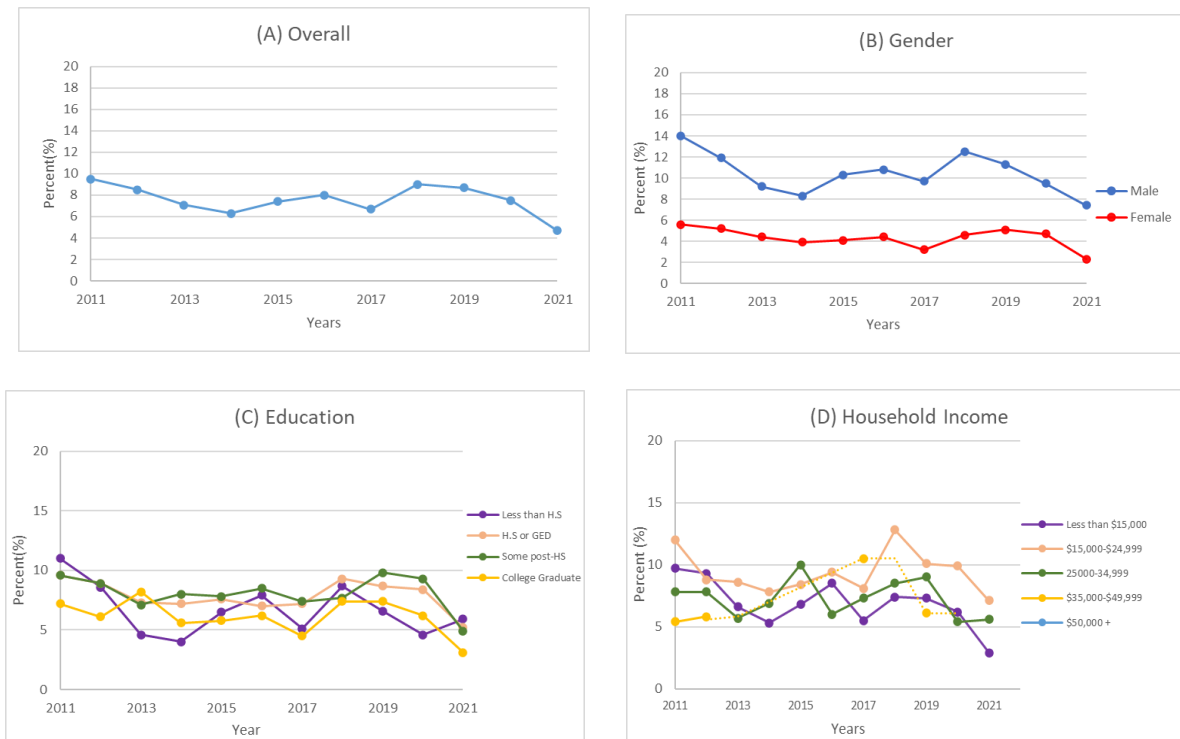 (A) Overall
20
18
16
14
12
10
8
6
4
2
0
Percent(%)
2011 2013 2015 2017 2019 2021
Years
(B) Gender
20
18
16
14
12
10
8
6
4
2
0
Percent (%)
2011 2013 2015 2017 2019 2021
Years
Male
Female
(C) Education
20
15
10
5
0
Percent(%)
2011 2013 2015 2017 2019 2021
Year
Less than H.S
H.S or GED
Some post-HS
College Graduate
(D) Household Income
20
15
10
5
0
Percent (%)
2011 2013 2015 2017 2019 2021
Years
Less than $15,000
$15,000-$24,999
25000-34,999
$35,000-$49,999
$50,000 +